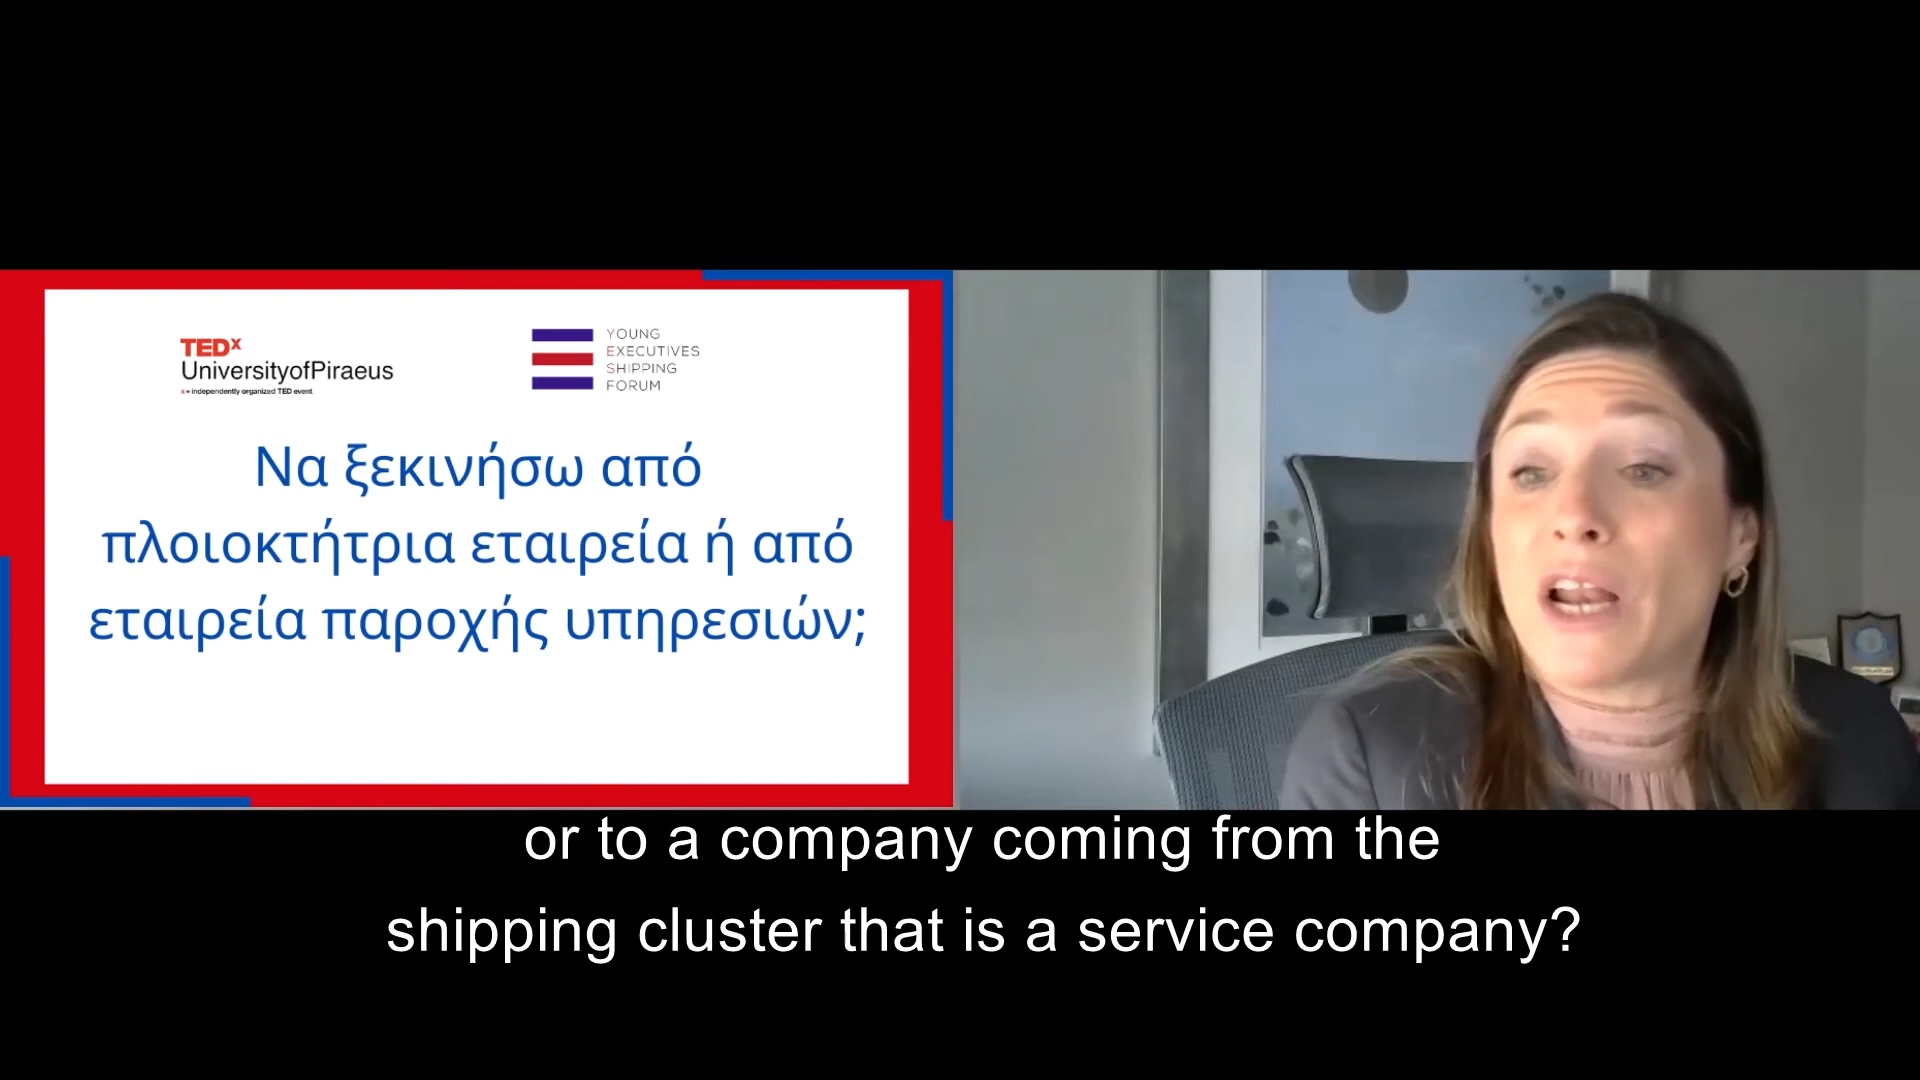 TEDx
UniversityofPiraeus
x = independently organized TED event
YOUNG
EXECUTIVES
SHIPPING
FORUM
Να ξεκινήσω από
πλοιοκτήτρια εταιρεία ή από
εταιρεία παροχής υπηρεσιών;
or to a company coming from the
shipping cluster that is a service company?